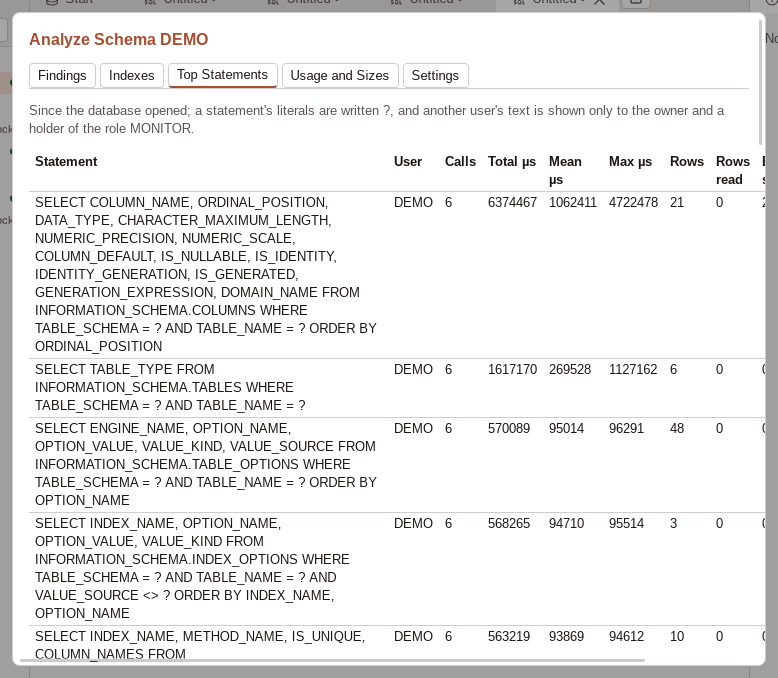 Analyze Schema DEMO
Findings Indexes Top Statements Usage and Sizes Settings
Since the database opened; a statement's literals are written ?, and another user's text is shown only to the owner and a
holder of the role MONITOR.
Statement User Calls Total µs Mean µs Max µs Rows Rows read
SELECT COLUMN_NAME, ORDINAL_POSITION, DEMO 6 6374467 1062411 4722478 21 0
DATA_TYPE, CHARACTER_MAXIMUM_LENGTH,
NUMERIC_PRECISION, NUMERIC_SCALE,
COLUMN_DEFAULT, IS_NULLABLE, IS_IDENTITY,
IDENTITY_GENERATION, IS_GENERATED,
GENERATION_EXPRESSION, DOMAIN_NAME FROM
INFORMATION_SCHEMA.COLUMNS WHERE
TABLE_SCHEMA = ? AND TABLE_NAME = ? ORDER BY
ORDINAL_POSITION
SELECT TABLE_TYPE FROM DEMO 6 1617170 269528 1127162 6 0
INFORMATION_SCHEMA.TABLES WHERE
TABLE_SCHEMA = ? AND TABLE_NAME = ?
SELECT ENGINE_NAME, OPTION_NAME, DEMO 6 570089 95014 96291 48 0
OPTION_VALUE, VALUE_KIND, VALUE_SOURCE FROM
INFORMATION_SCHEMA.TABLE_OPTIONS WHERE
TABLE_SCHEMA = ? AND TABLE_NAME = ? ORDER BY
OPTION_NAME
SELECT INDEX_NAME, OPTION_NAME, DEMO 6 568265 94710 95514 3 0
OPTION_VALUE, VALUE_KIND FROM
INFORMATION_SCHEMA.INDEX_OPTIONS WHERE
TABLE_SCHEMA = ? AND TABLE_NAME = ? AND
VALUE_SOURCE <> ? ORDER BY INDEX_NAME,
OPTION_NAME
SELECT INDEX_NAME, METHOD_NAME, IS_UNIQUE, DEMO 6 563219 93869 94612 10 0
COLUMN_NAMES FROM